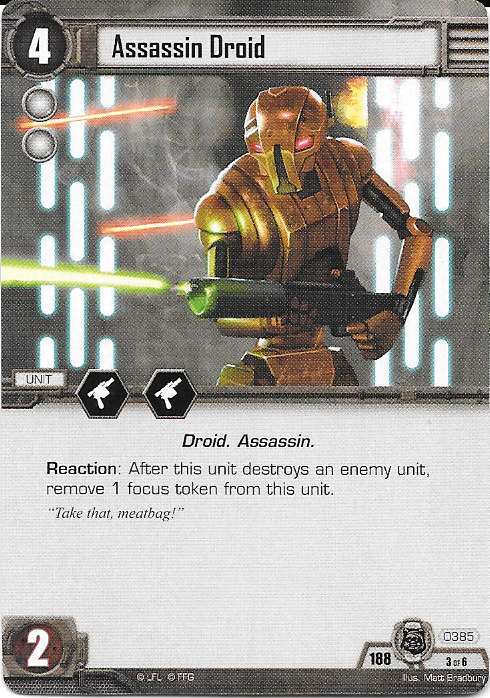 4
Assassin Droid
UNIT
Droid. Assassin.
Reaction: After this unit destroys an enemy unit,
remove 1 focus token from this unit.
"Take that, meatbag!"
2
188
0385
3 OF 6
© LFL © FFG
Illus. Matt Bradbury